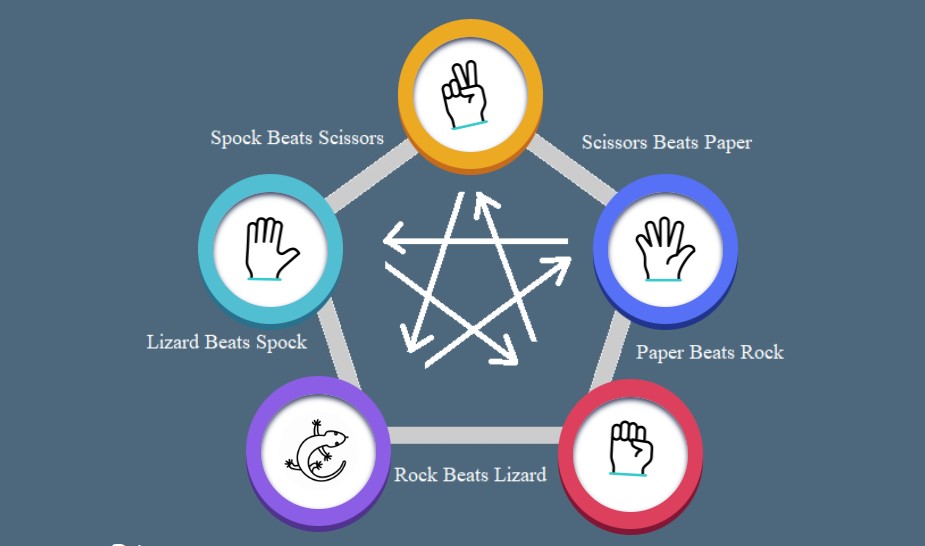 Spock Beats Scissors
Scissors Beats Paper
Lizard Beats Spock
Paper Beats Rock
Rock Beats Lizard